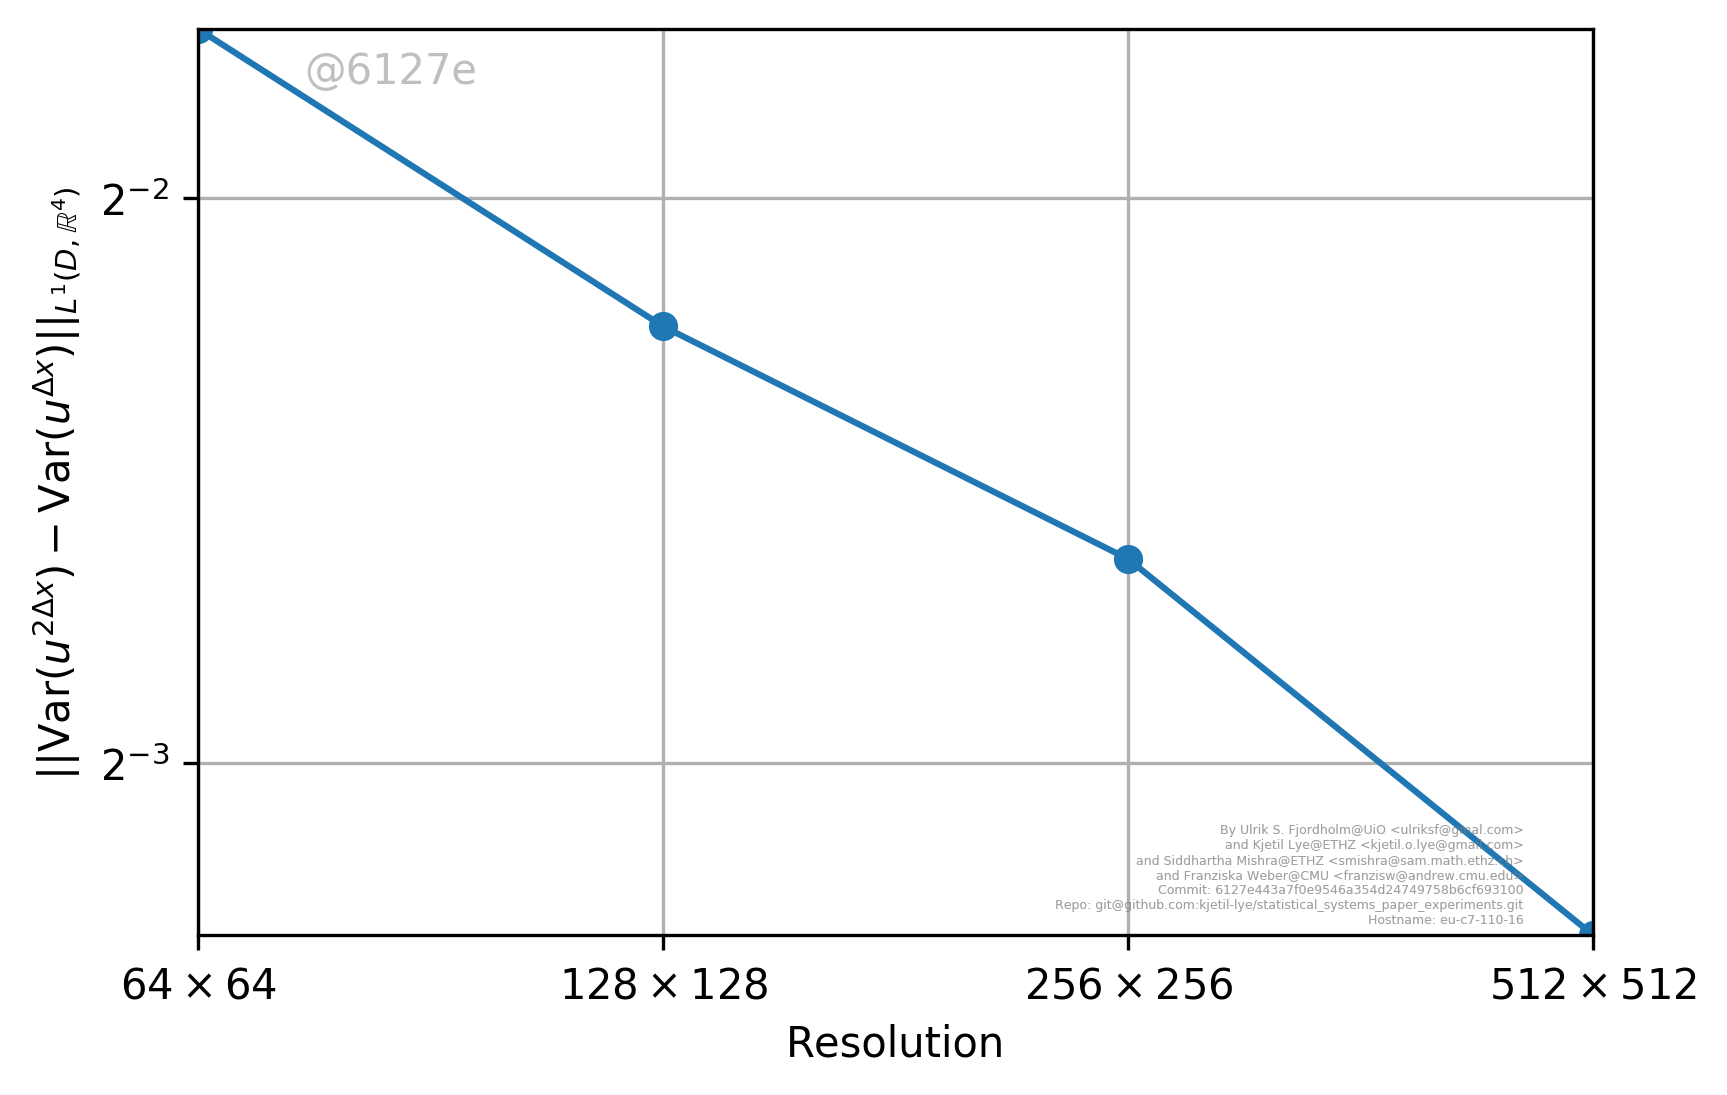 @6127e
2⁻²
2⁻³
||Var(u^{2Δx}) − Var(u^{Δx})||_{L¹(D, ℝ⁴)}
By Ulrik S. Fjordholm@UiO <ulriksf@gmail.com>
and Kjetil Lye@ETHZ <kjetil.o.lye@gmail.com>
and Siddhartha Mishra@ETHZ <smishra@sam.math.ethz.ch>
and Franziska Weber@CMU <franzisw@andrew.cmu.edu>
Commit: 6127e443a7f0e9546a354d24749758b6cf693100
Repo: git@github.com:kjetil-lye/statistical_systems_paper_experiments.git
Hostname: eu-c7-110-16
64 × 64 128 × 128 256 × 256 512 × 512
Resolution